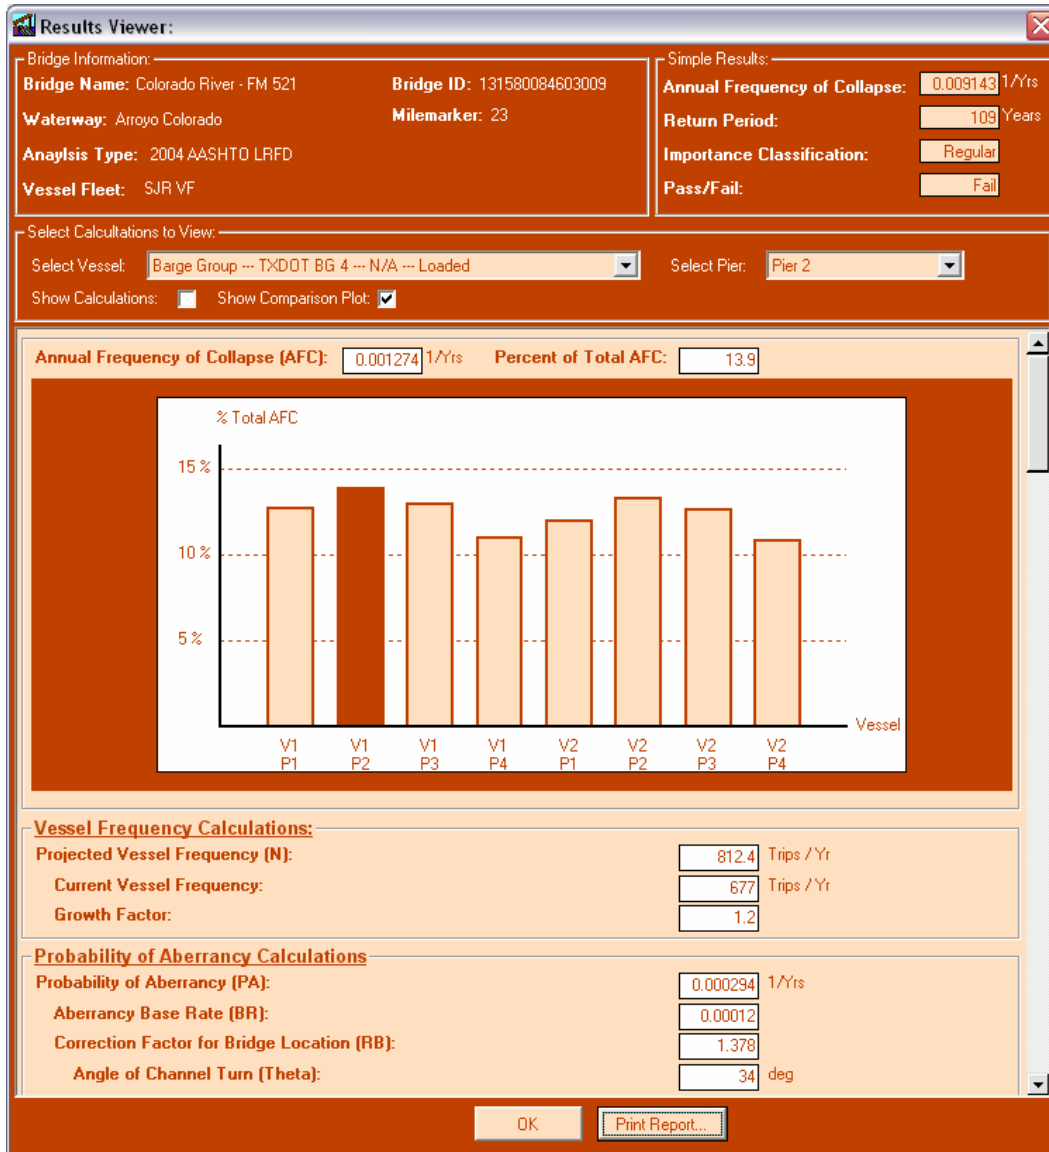 Results Viewer:
Bridge Information:
Bridge Name: Colorado River - FM 521 Bridge ID: 131580084603009
Waterway: Arroyo Colorado Milemarker: 23
Anaylsis Type: 2004 AASHTO LRFD
Vessel Fleet: SJR VF
Simple Results:
Annual Frequency of Collapse: 0.009143 1/Yrs
Return Period: 109 Years
Importance Classification: Regular
Pass/Fail: Fail
Select Calcultations to View:
Select Vessel: Barge Group --- TXDOT BG 4 --- N/A --- Loaded Select Pier: Pier 2
Show Calculations: Show Comparison Plot:
Annual Frequency of Collapse (AFC): 0.001274 1/Yrs Percent of Total AFC: 13.9
% Total AFC
15 %
10 %
5 %
Vessel
V1 V1 V1 V1 V2 V2 V2 V2
P1 P2 P3 P4 P1 P2 P3 P4
Vessel Frequency Calculations:
Projected Vessel Frequency (N): 812.4 Trips / Yr
Current Vessel Frequency: 677 Trips / Yr
Growth Factor: 1.2
Probability of Aberrancy Calculations
Probability of Aberrancy (PA): 0.000294 1/Yrs
Aberrancy Base Rate (BR): 0.00012
Correction Factor for Bridge Location (RB): 1.378
Angle of Channel Turn (Theta): 34 deg
OK Print Report...